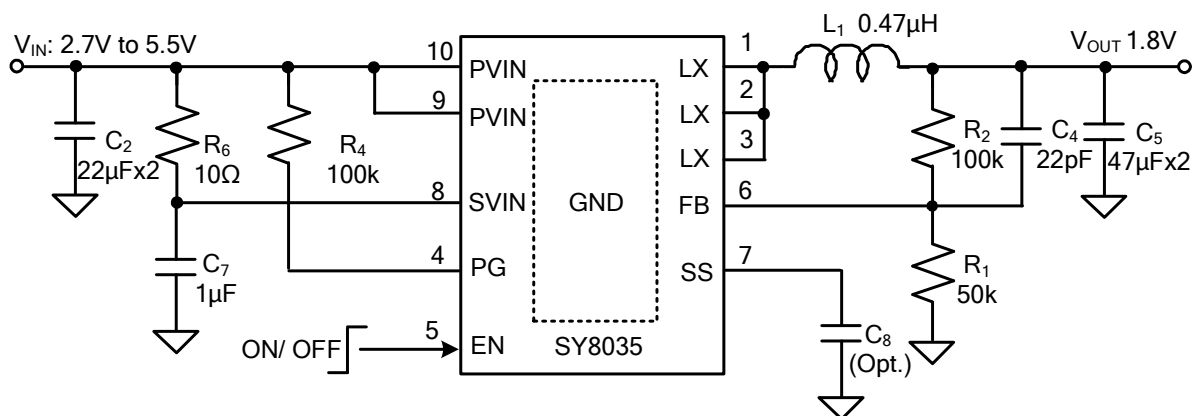 V_IN: 2.7V to 5.5V
L₁ 0.47µH
V_OUT 1.8V
10
PVIN
9
PVIN
1
LX
2
LX
3
LX
C₂
22µFx2
R₆
10Ω
R₄
100k
R₂
100k
C₄
22pF
C₅
47µFx2
8
SVIN
GND
FB
6
4
PG
SS
7
C₇
1µF
R₁
50k
ON/ OFF
5
EN
SY8035
C₈
(Opt.)